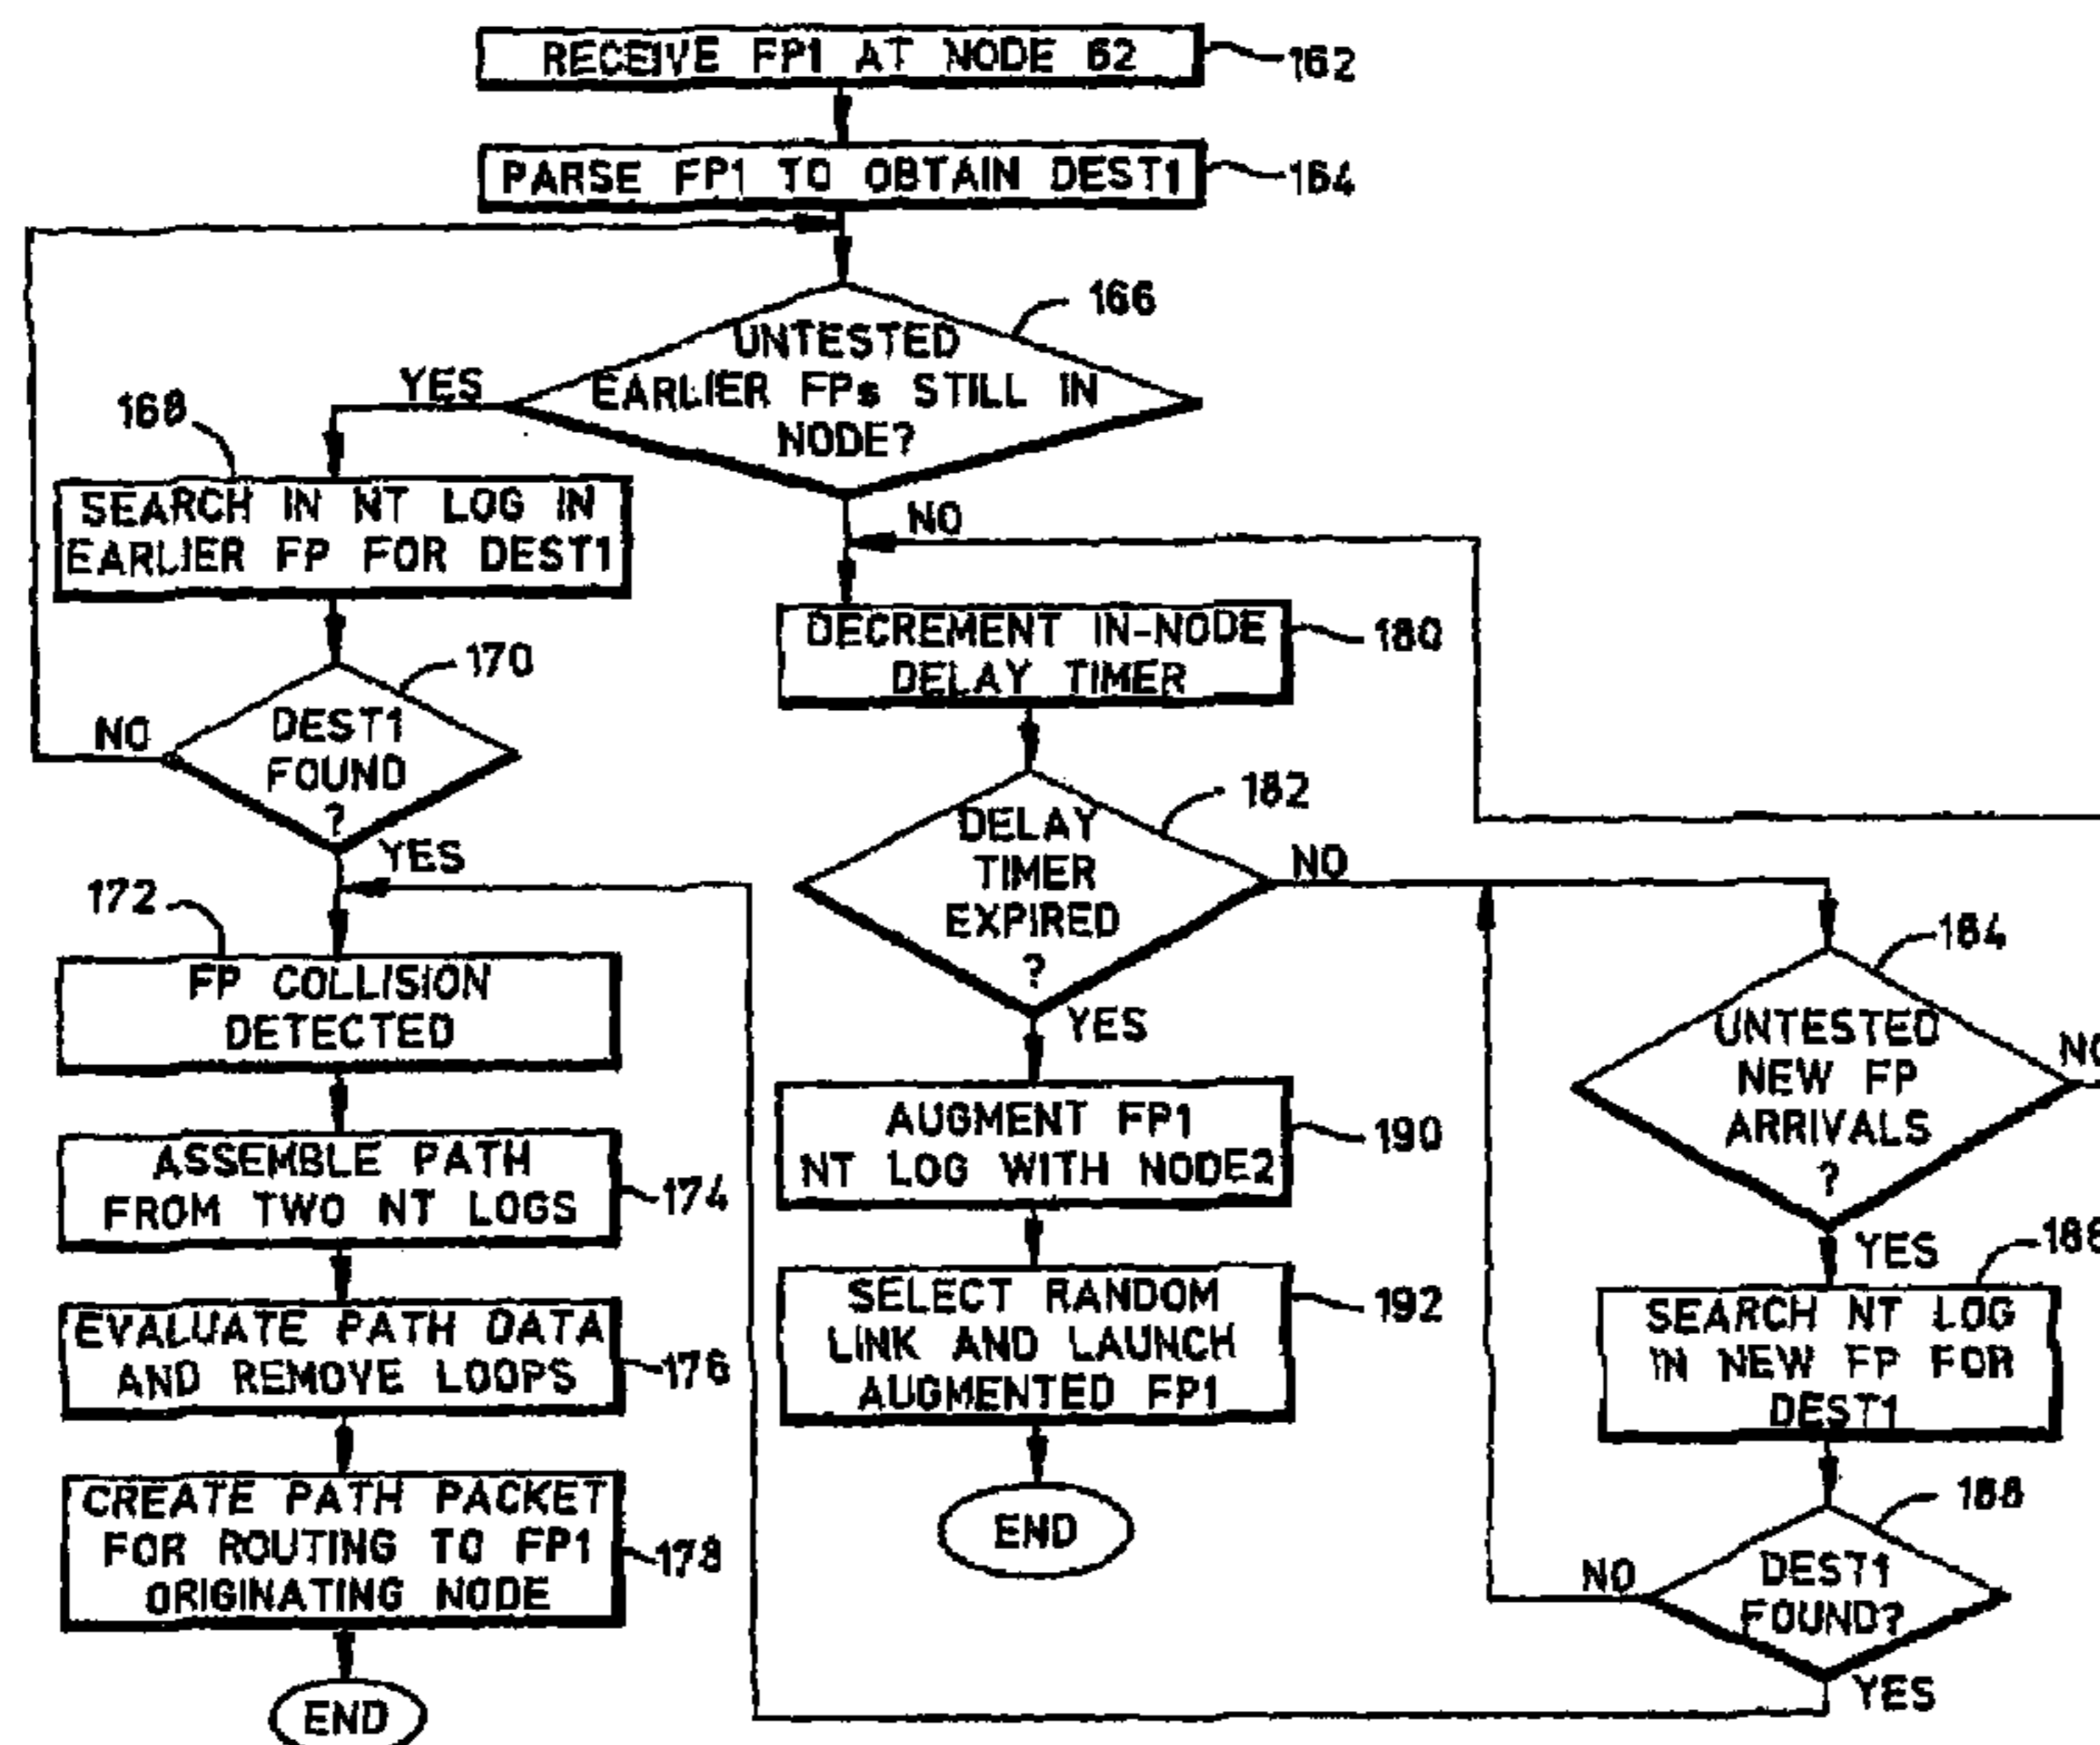 RECEIVE FP1 AT NODE 62
162
PARSE FP1 TO OBTAIN DEST1
164
166
UNTESTED
EARLIER FPs STILL IN
NODE?
YES
NO
168
SEARCH IN NT LOG IN
EARLIER FP FOR DEST1
170
DEST1
FOUND
?
NO
YES
172
FP COLLISION
DETECTED
ASSEMBLE PATH
FROM TWO NT LOGS
174
EVALUATE PATH DATA
AND REMOVE LOOPS
176
CREATE PATH PACKET
FOR ROUTING TO FP1
ORIGINATING NODE
178
END
DECREMENT IN-NODE
DELAY TIMER
180
182
DELAY
TIMER
EXPIRED
?
NO
YES
AUGMENT FP1
NT LOG WITH NODE2
190
SELECT RANDOM
LINK AND LAUNCH
AUGMENTED FP1
192
END
184
UNTESTED
NEW FP
ARRIVALS
?
NO
YES
SEARCH NT LOG
IN NEW FP FOR
DEST1
188
DEST1
FOUND?
NO
YES